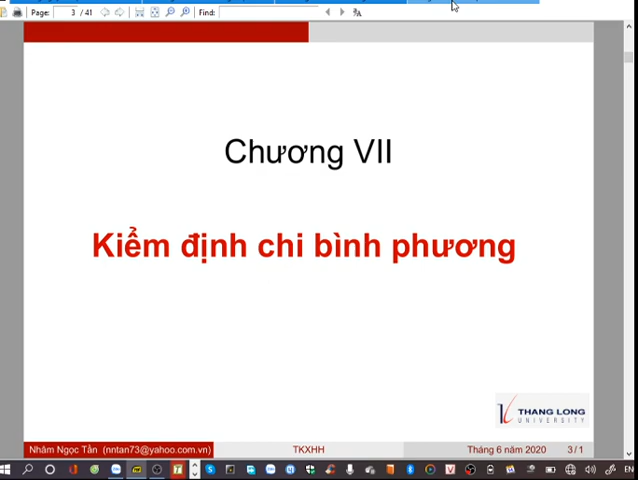 Page: 3 / 41 Find:
Chương VII
Kiểm định chi bình phương
THANG LONG
UNIVERSITY
Nhâm Ngọc Tần (nntan73@yahoo.com.vn) TKXHH Tháng 6 năm 2020 3 / 1
EN